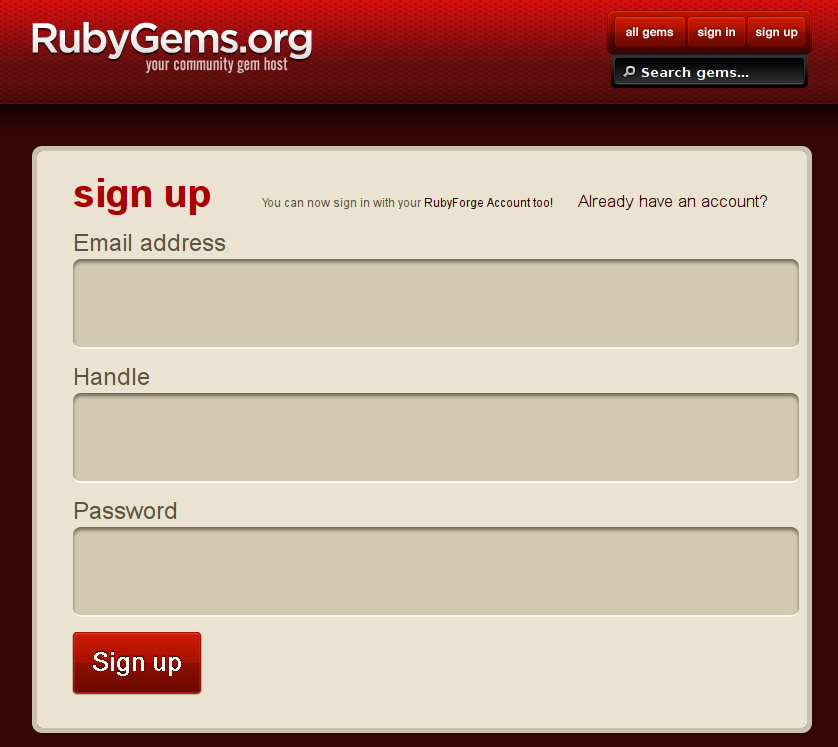 RubyGems.org
your community gem host
all gems sign in sign up
Search gems...
sign up You can now sign in with your RubyForge Account too! Already have an account?
Email address
Handle
Password
Sign up